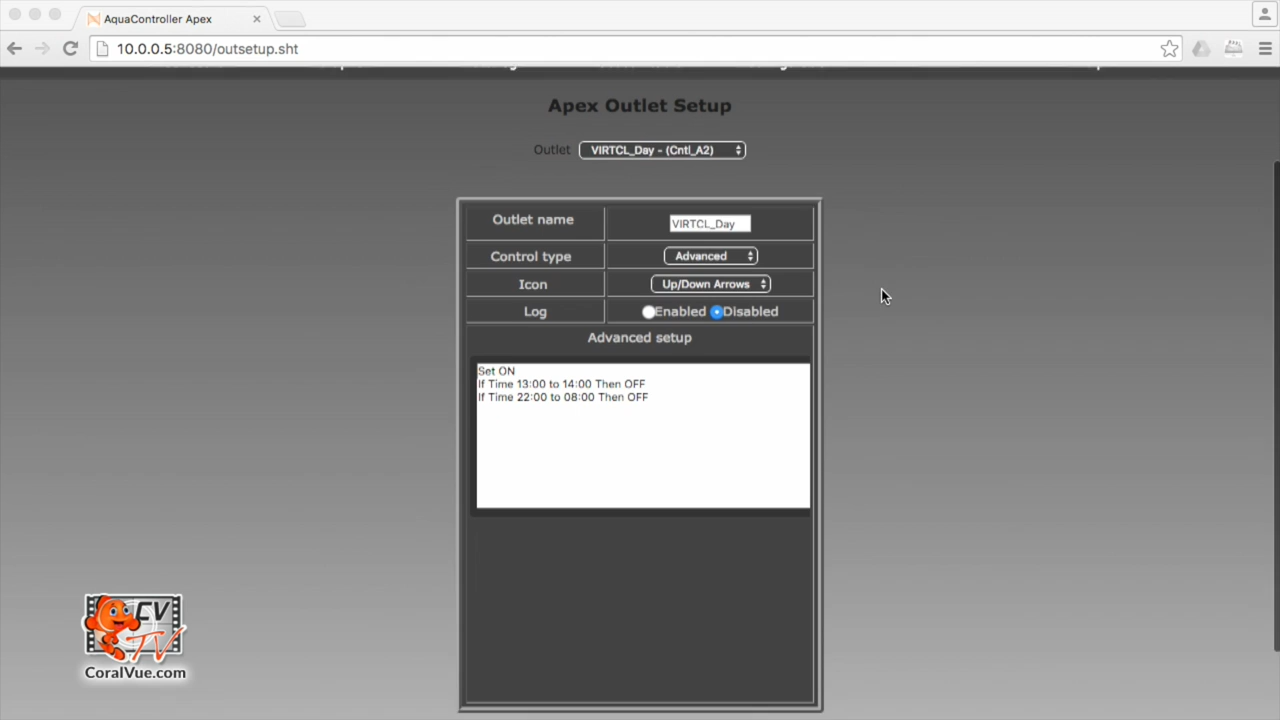 AquaController Apex
10.0.0.5:8080/outsetup.sht
Apex Outlet Setup
Outlet VIRTCL_Day - (Cntl_A2)
Outlet name VIRTCL_Day
Control type Advanced
Icon Up/Down Arrows
Log Enabled Disabled
Advanced setup
Set ON
If Time 13:00 to 14:00 Then OFF
If Time 22:00 to 08:00 Then OFF
CV
TV
CoralVue.com